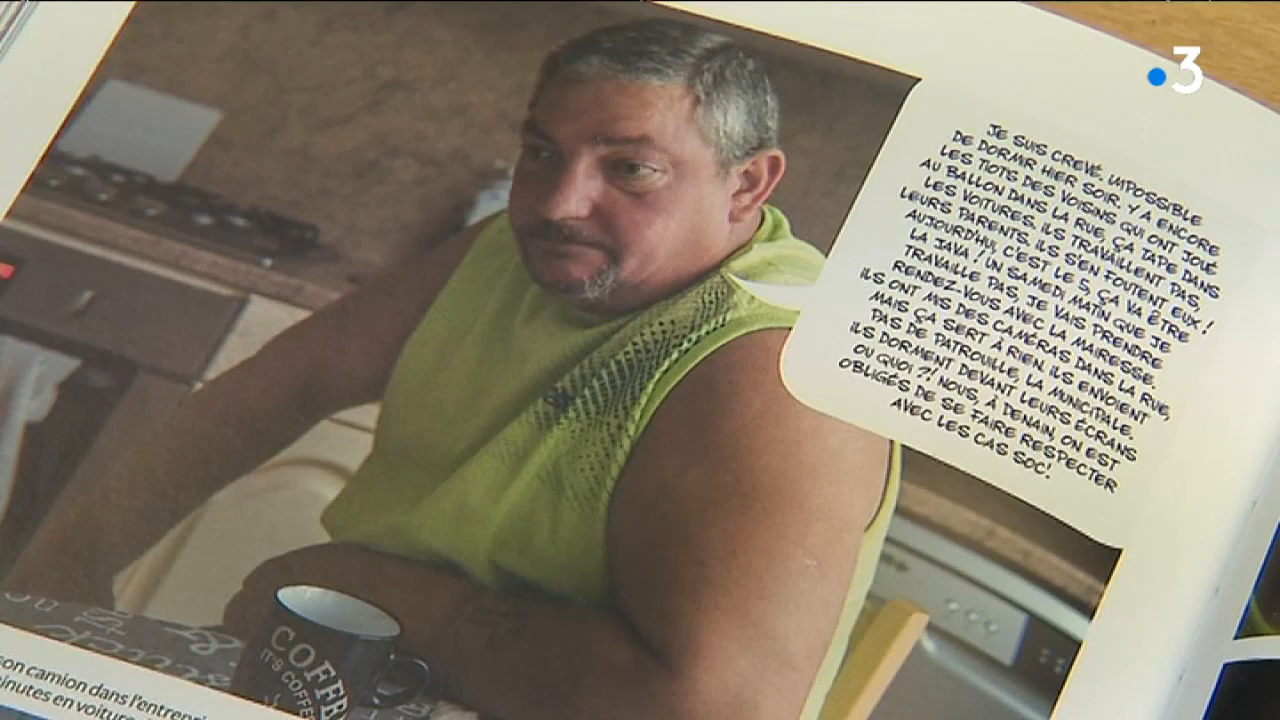 3
JE SUIS CREVÉ. IMPOSSIBLE
DE DORMIR HIER SOIR. Y A ENCORE
LES TIOTS DES VOISINS QUI ONT JOUÉ
AU BALLON DANS LA RUE, ÇA TAPE DANS
LES VOITURES. ILS TRAVAILLENT PAS,
LEURS PARENTS. ILS S'EN FOUTENT EUX !
AUJOURD'HUI, C'EST LE 5, ÇA VA ÊTRE
LA JAVA ! UN SAMEDI MATIN QUE JE
TRAVAILLE PAS, JE VAIS PRENDRE
RENDEZ-VOUS AVEC LA MAIRESSE.
ILS ONT MIS DES CAMÉRAS DANS LA RUE,
MAIS ÇA SERT À RIEN. ILS ENVOIENT
PAS DE PATROUILLE, LA MUNICIPALE.
ILS DORMENT DEVANT LEURS ÉCRANS
OU QUOI ?! NOUS, À DENAIN, ON EST
OBLIGÉS DE SE FAIRE RESPECTER
AVEC LES CAS SOC!
COFFE
IT'S COFFE
son camion dans l'entrepri
minutes en voiture